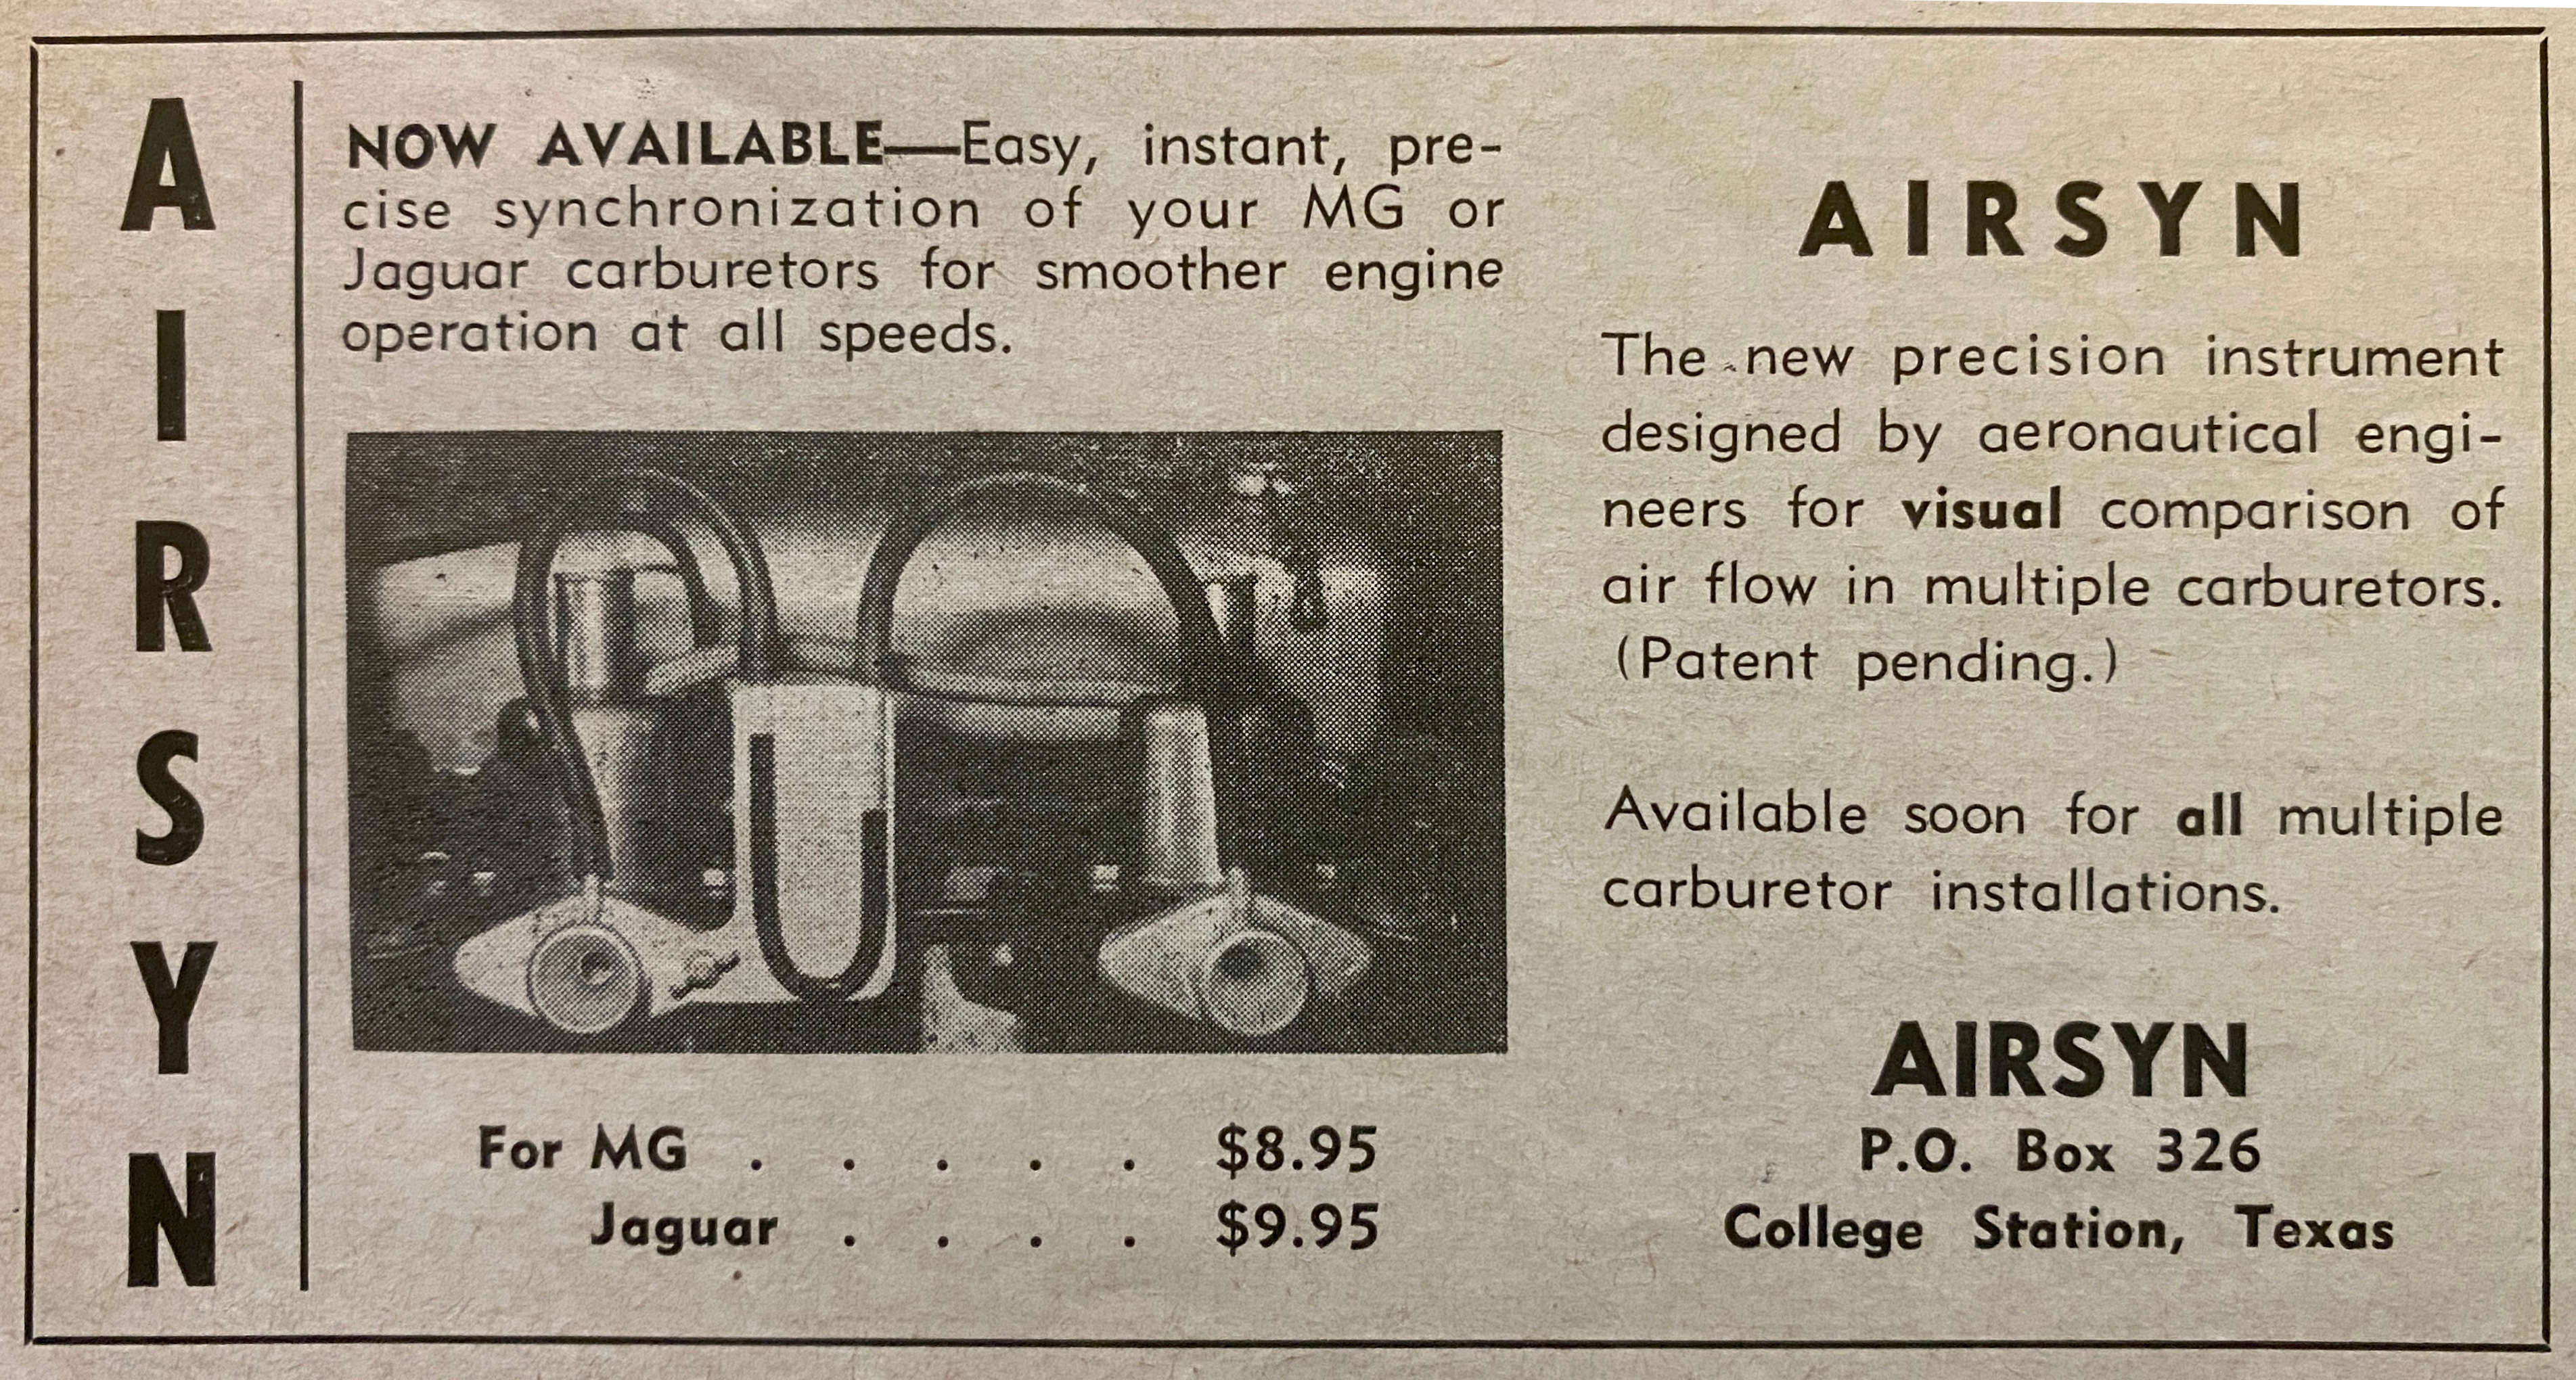 AIRSYN
NOW AVAILABLE—Easy, instant, pre-
cise synchronization of your MG or
Jaguar carburetors for smoother engine
operation at all speeds.
For MG . . . . . $8.95
Jaguar . . . . $9.95
AIRSYN
The new precision instrument
designed by aeronautical engi-
neers for visual comparison of
air flow in multiple carburetors.
(Patent pending.)
Available soon for all multiple
carburetor installations.
AIRSYN
P.O. Box 326
College Station, Texas